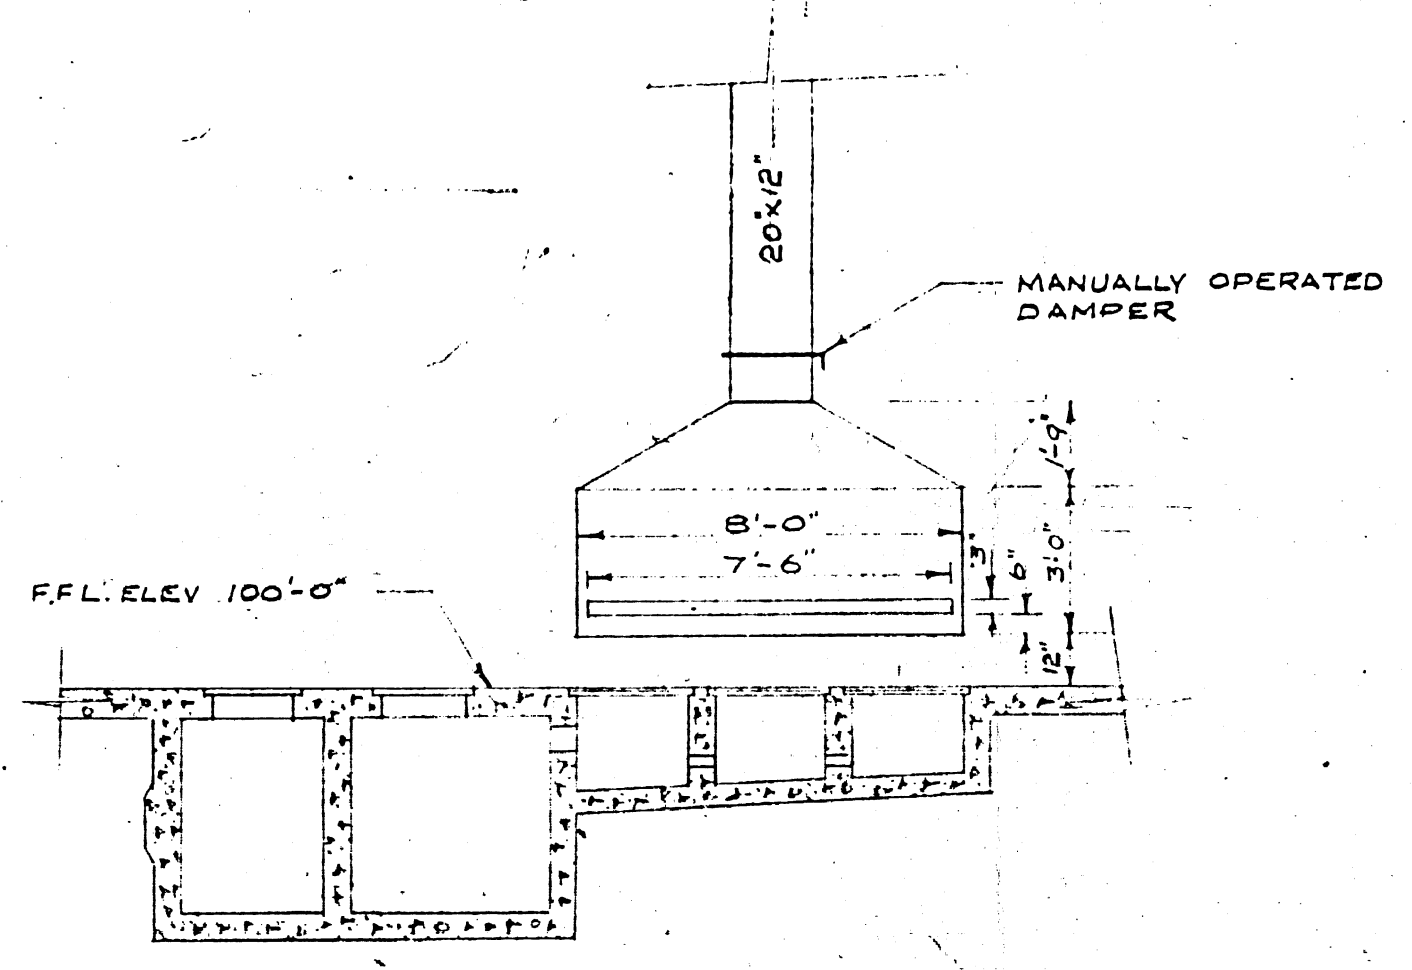 20"x12"
MANUALLY OPERATED
DAMPER
1'-9"
8'-0"
7'-6"
3"
6"
3'0"
F.F.L. ELEV 100'-0"
12"